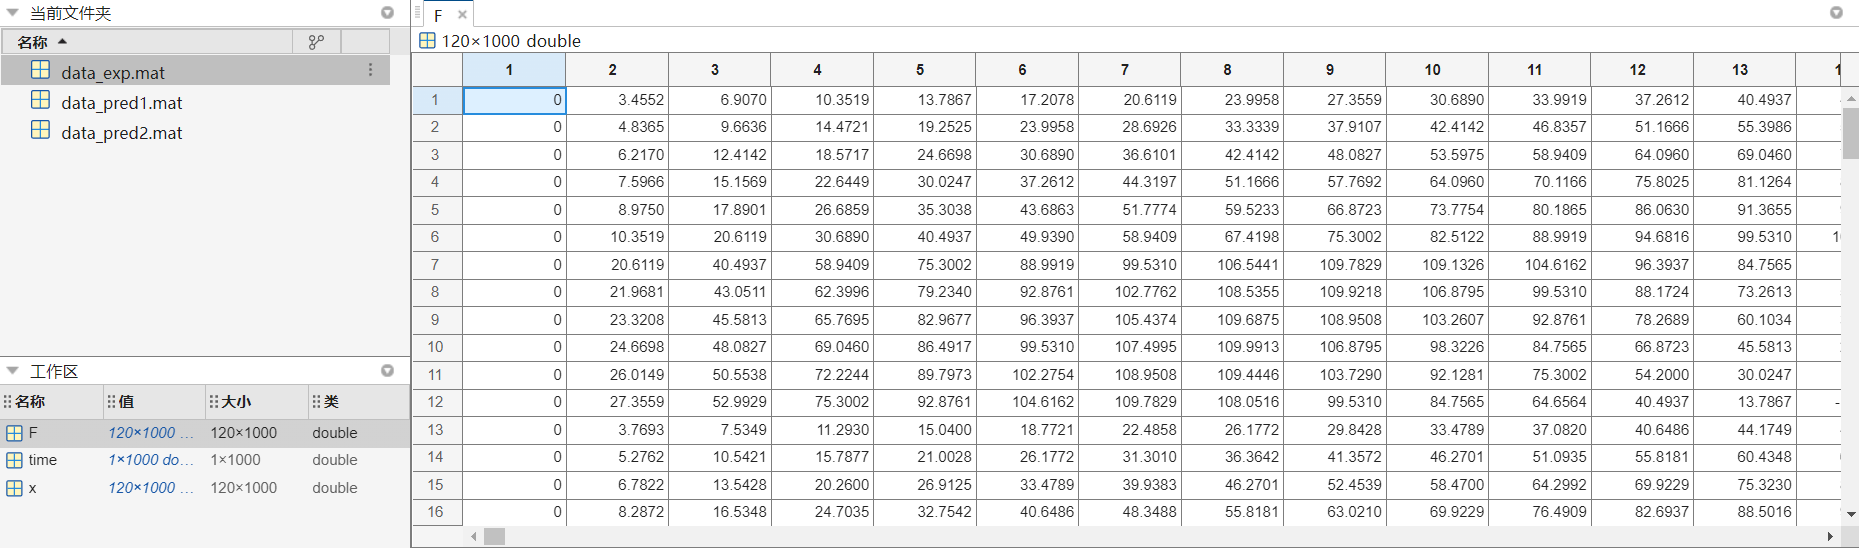 当前文件夹
名称
data_exp.mat
data_pred1.mat
data_pred2.mat
工作区
名称 值 大小 类
F 120×1000 ... 120×1000 double
time 1×1000 do... 1×1000 double
x 120×1000 ... 120×1000 double
F
120×1000 double
1 2 3 4 5 6 7 8 9 10 11 12 13 1
1 0 3.4552 6.9070 10.3519 13.7867 17.2078 20.6119 23.9958 27.3559 30.6890 33.9919 37.2612 40.4937
2 0 4.8365 9.6636 14.4721 19.2525 23.9958 28.6926 33.3339 37.9107 42.4142 46.8357 51.1666 55.3986
3 0 6.2170 12.4142 18.5717 24.6698 30.6890 36.6101 42.4142 48.0827 53.5975 58.9409 64.0960 69.0460
4 0 7.5966 15.1569 22.6449 30.0247 37.2612 44.3197 51.1666 57.7692 64.0960 70.1166 75.8025 81.1264
5 0 8.9750 17.8901 26.6859 35.3038 43.6863 51.7774 59.5233 66.8723 73.7754 80.1865 86.0630 91.3655
6 0 10.3519 20.6119 30.6890 40.4937 49.9390 58.9409 67.4198 75.3002 82.5122 88.9919 94.6816 99.5310
7 0 20.6119 40.4937 58.9409 75.3002 88.9919 99.5310 106.5441 109.7829 109.1326 104.6162 96.3937 84.7565
8 0 21.9681 43.0511 62.3996 79.2340 92.8761 102.7762 108.5355 109.9218 106.8795 99.5310 88.1724 73.2613
9 0 23.3208 45.5813 65.7695 82.9677 96.3937 105.4374 109.6875 108.9508 103.2607 92.8761 78.2689 60.1034
10 0 24.6698 48.0827 69.0460 86.4917 99.5310 107.4995 109.9913 106.8795 98.3226 84.7565 66.8723 45.5813
11 0 26.0149 50.5538 72.2244 89.7973 102.2754 108.9508 109.4446 103.7290 92.1281 75.3002 54.2000 30.0247
12 0 27.3559 52.9929 75.3002 92.8761 104.6162 109.7829 108.0516 99.5310 84.7565 64.6564 40.4937 13.7867 -
13 0 3.7693 7.5349 11.2930 15.0400 18.7721 22.4858 26.1772 29.8428 33.4789 37.0820 40.6486 44.1749
14 0 5.2762 10.5421 15.7877 21.0028 26.1772 31.3010 36.3642 41.3572 46.2701 51.0935 55.8181 60.4348
15 0 6.7822 13.5428 20.2600 26.9125 33.4789 39.9383 46.2701 52.4539 58.4700 64.2992 69.9229 75.3230
16 0 8.2872 16.5348 24.7035 32.7542 40.6486 48.3488 55.8181 63.0210 69.9229 76.4909 82.6937 88.5016